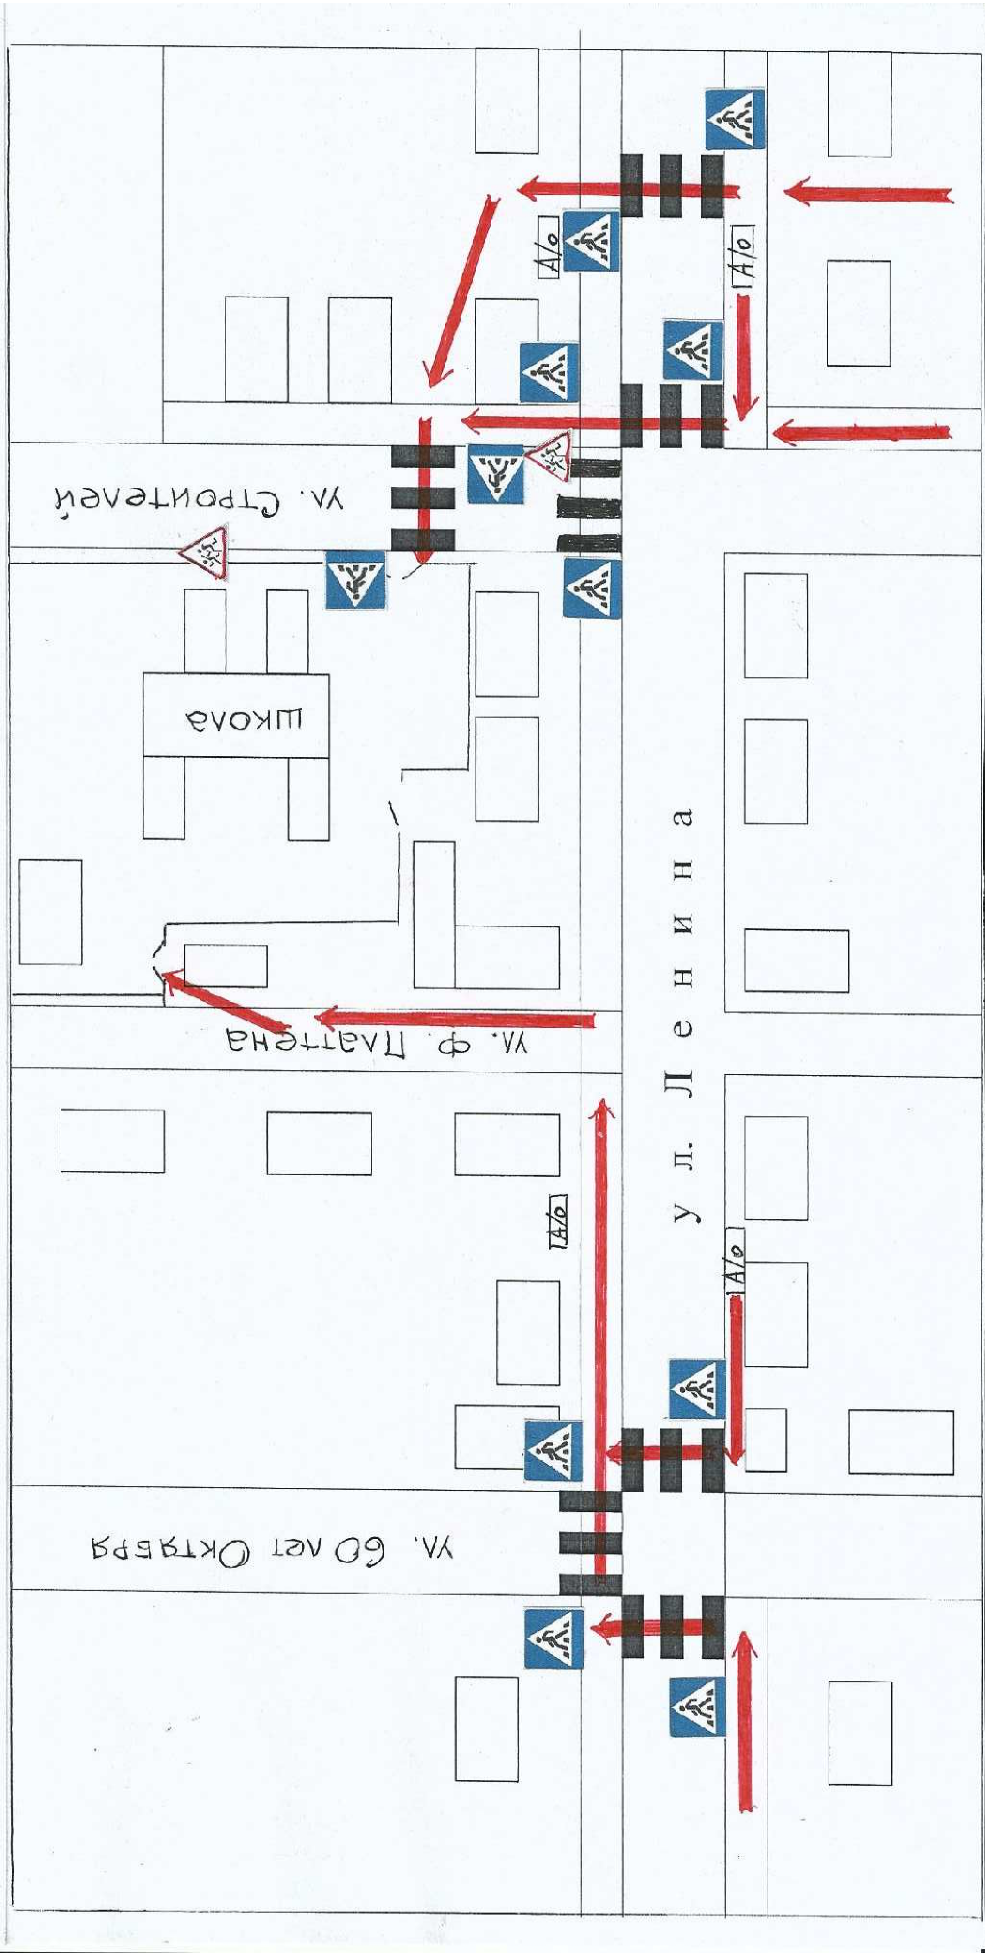 А/о
А/о
ул. Строителей
школа
ул. Ленина
ул. Ф. Платтена
А/о
А/о
ул. 60 лет Октября